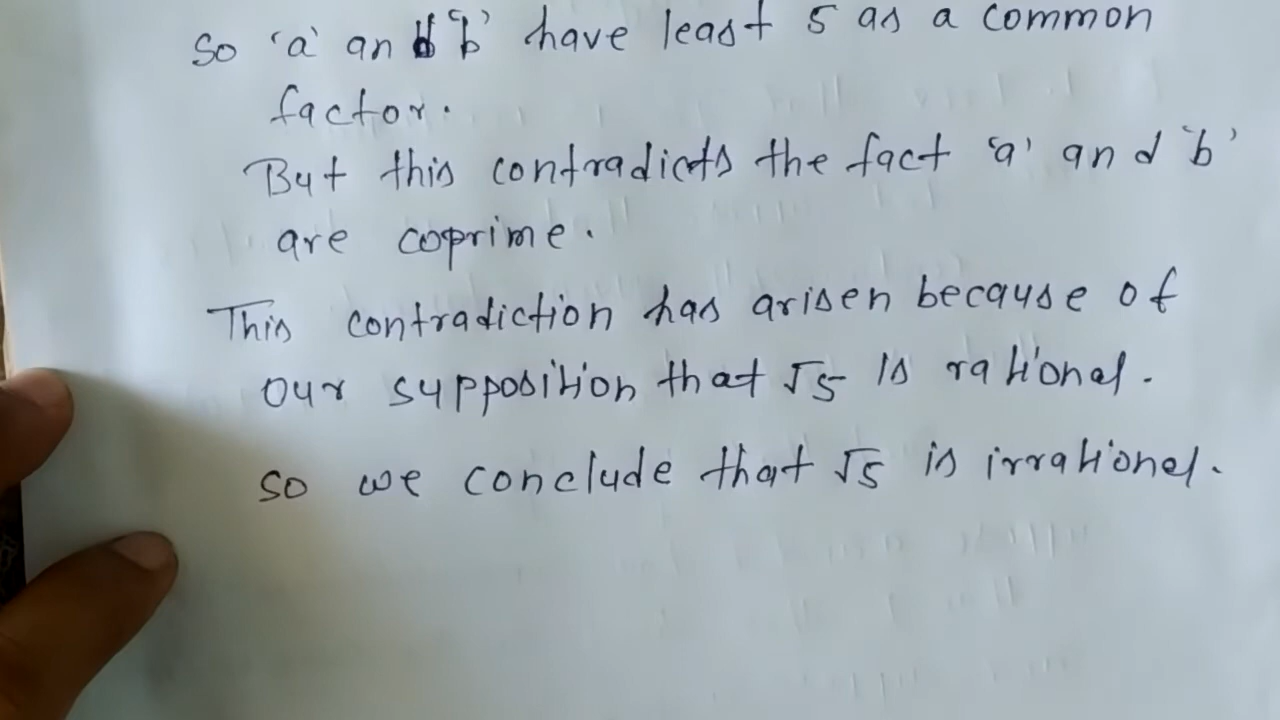 So 'a' and 'b' have least 5 as a common
factor.
But this contradicts the fact 'a' and 'b'
are coprime.
This contradiction has arisen because of
our supposition that √5 is rational.
so we conclude that √5 is irrational.